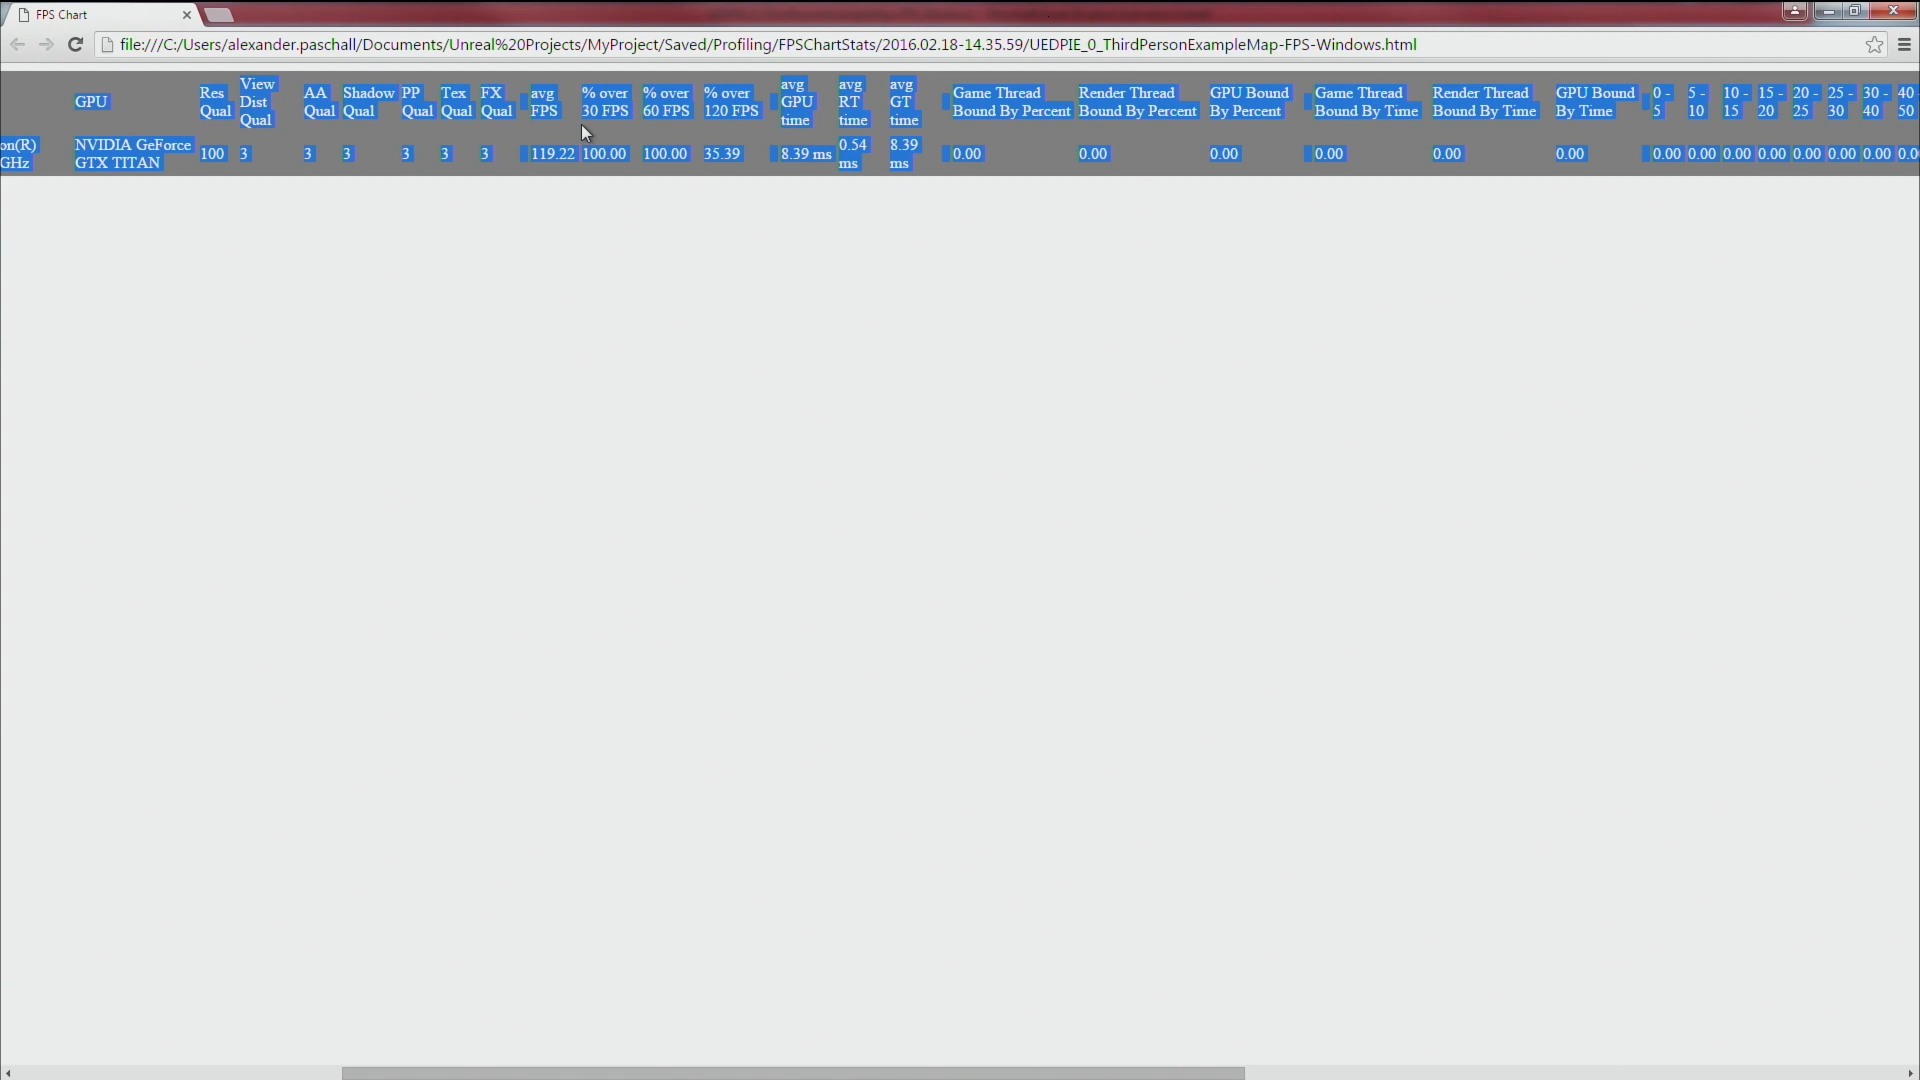 FPS Chart
file:///C:/Users/alexander.paschall/Documents/Unreal%20Projects/MyProject/Saved/Profiling/FPSChartStats/2016.02.18-14.35.59/UEDPIE_0_ThirdPersonExampleMap-FPS-Windows.html
GPU
Res
Qual
View
Dist
Qual
AA
Qual
Shadow
Qual
PP
Qual
Tex
Qual
FX
Qual
avg
FPS
% over
30 FPS
% over
60 FPS
% over
120 FPS
avg
GPU
time
avg
RT
time
avg
GT
time
Game Thread
Bound By Percent
Render Thread
Bound By Percent
GPU Bound
By Percent
Game Thread
Bound By Time
Render Thread
Bound By Time
GPU Bound
By Time
0 -
5
5 -
10
10 -
15
15 -
20
20 -
25
25 -
30
30 -
40
40 -
50
on(R)
GHz
NVIDIA GeForce
GTX TITAN
100
3
3
3
3
3
3
119.22
100.00
100.00
35.39
8.39 ms
0.54
ms
8.39
ms
0.00
0.00
0.00
0.00
0.00
0.00
0.00
0.00
0.00
0.00
0.00
0.00
0.00
0.0